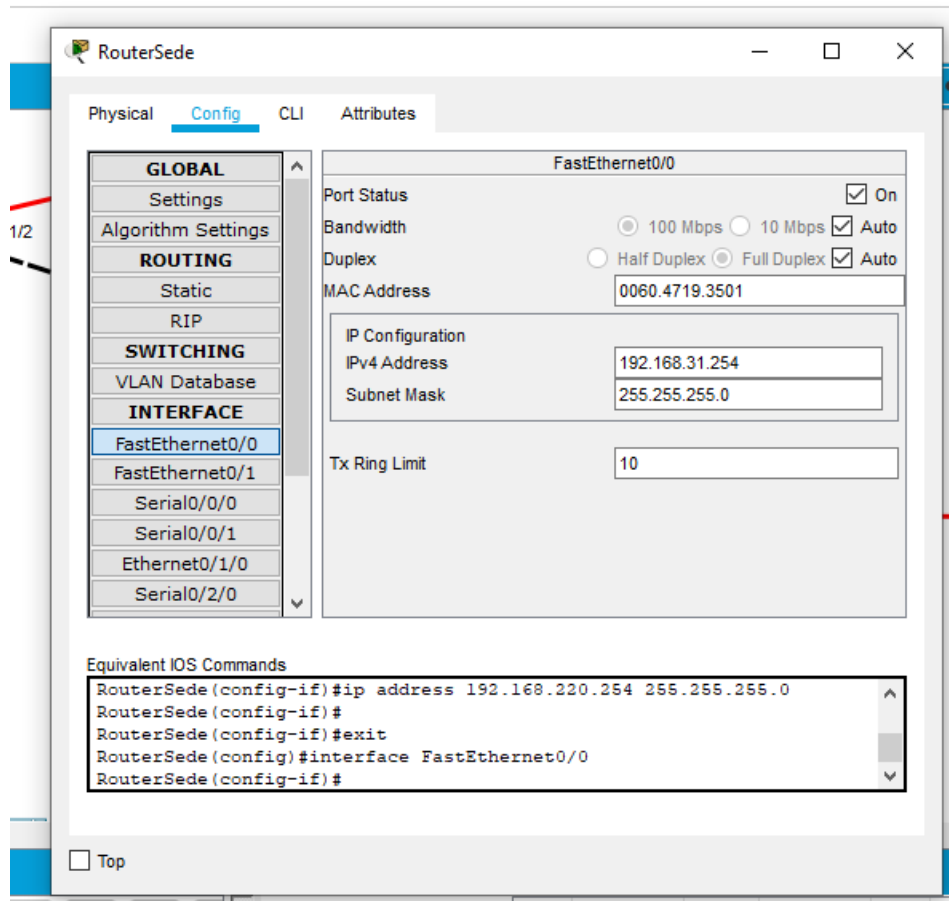 RouterSede
Physical Config CLI Attributes
GLOBAL
Settings
Algorithm Settings
ROUTING
Static
RIP
SWITCHING
VLAN Database
INTERFACE
FastEthernet0/0
FastEthernet0/1
Serial0/0/0
Serial0/0/1
Ethernet0/1/0
Serial0/2/0
FastEthernet0/0
Port Status On
Bandwidth 100 Mbps 10 Mbps Auto
Duplex Half Duplex Full Duplex Auto
MAC Address 0060.4719.3501
IP Configuration
IPv4 Address 192.168.31.254
Subnet Mask 255.255.255.0
Tx Ring Limit 10
Equivalent IOS Commands
RouterSede(config-if)#ip address 192.168.220.254 255.255.255.0
RouterSede(config-if)#
RouterSede(config-if)#exit
RouterSede(config)#interface FastEthernet0/0
RouterSede(config-if)#
Top
1/2